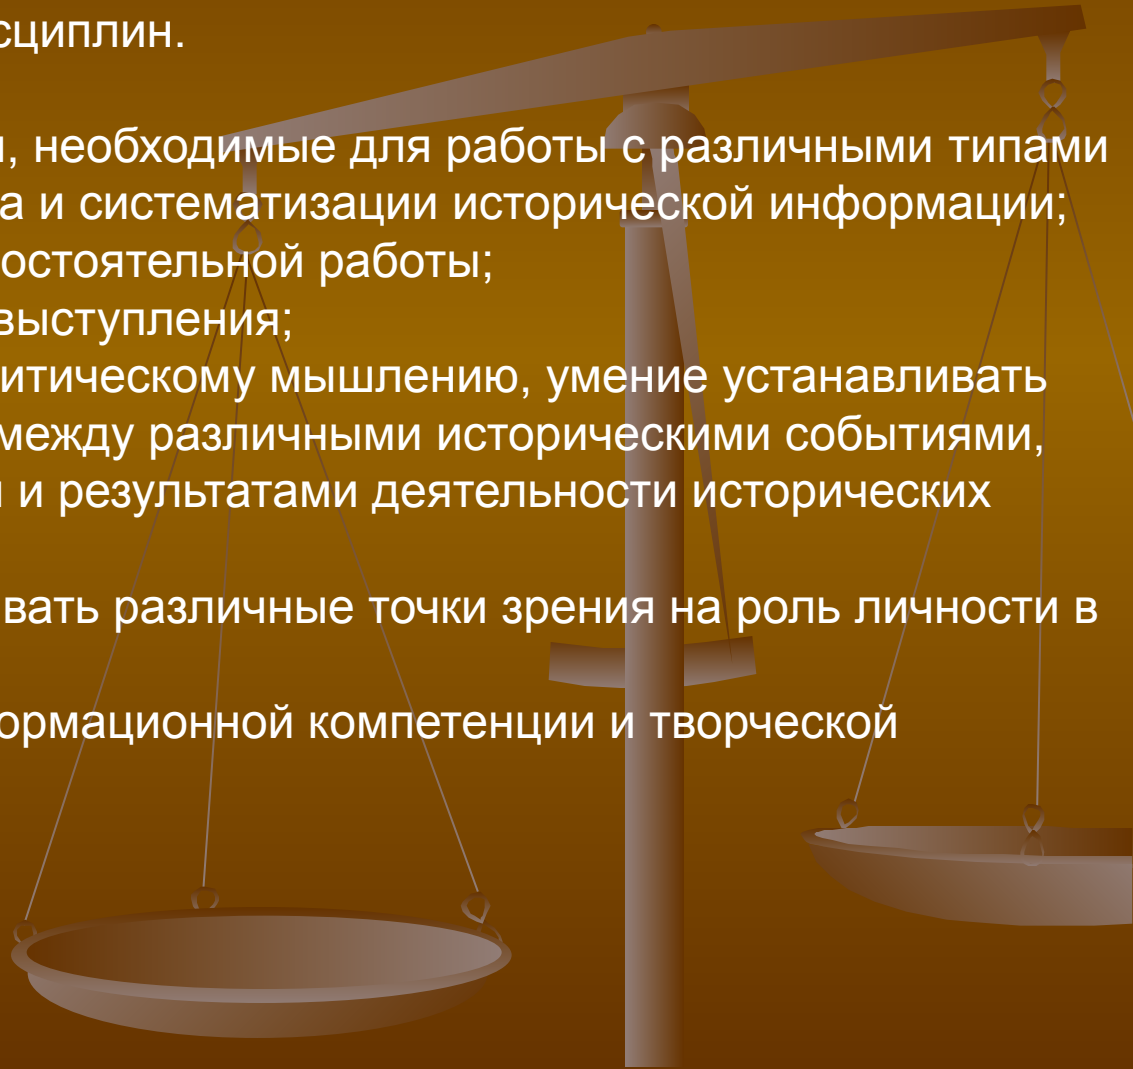 сциплин.
, необходимые для работы с различными типами
а и систематизации исторической информации;
остоятельной работы;
выступления;
итическому мышлению, умение устанавливать
между различными историческими событиями,
и и результатами деятельности исторических
вать различные точки зрения на роль личности в
ормационной компетенции и творческой